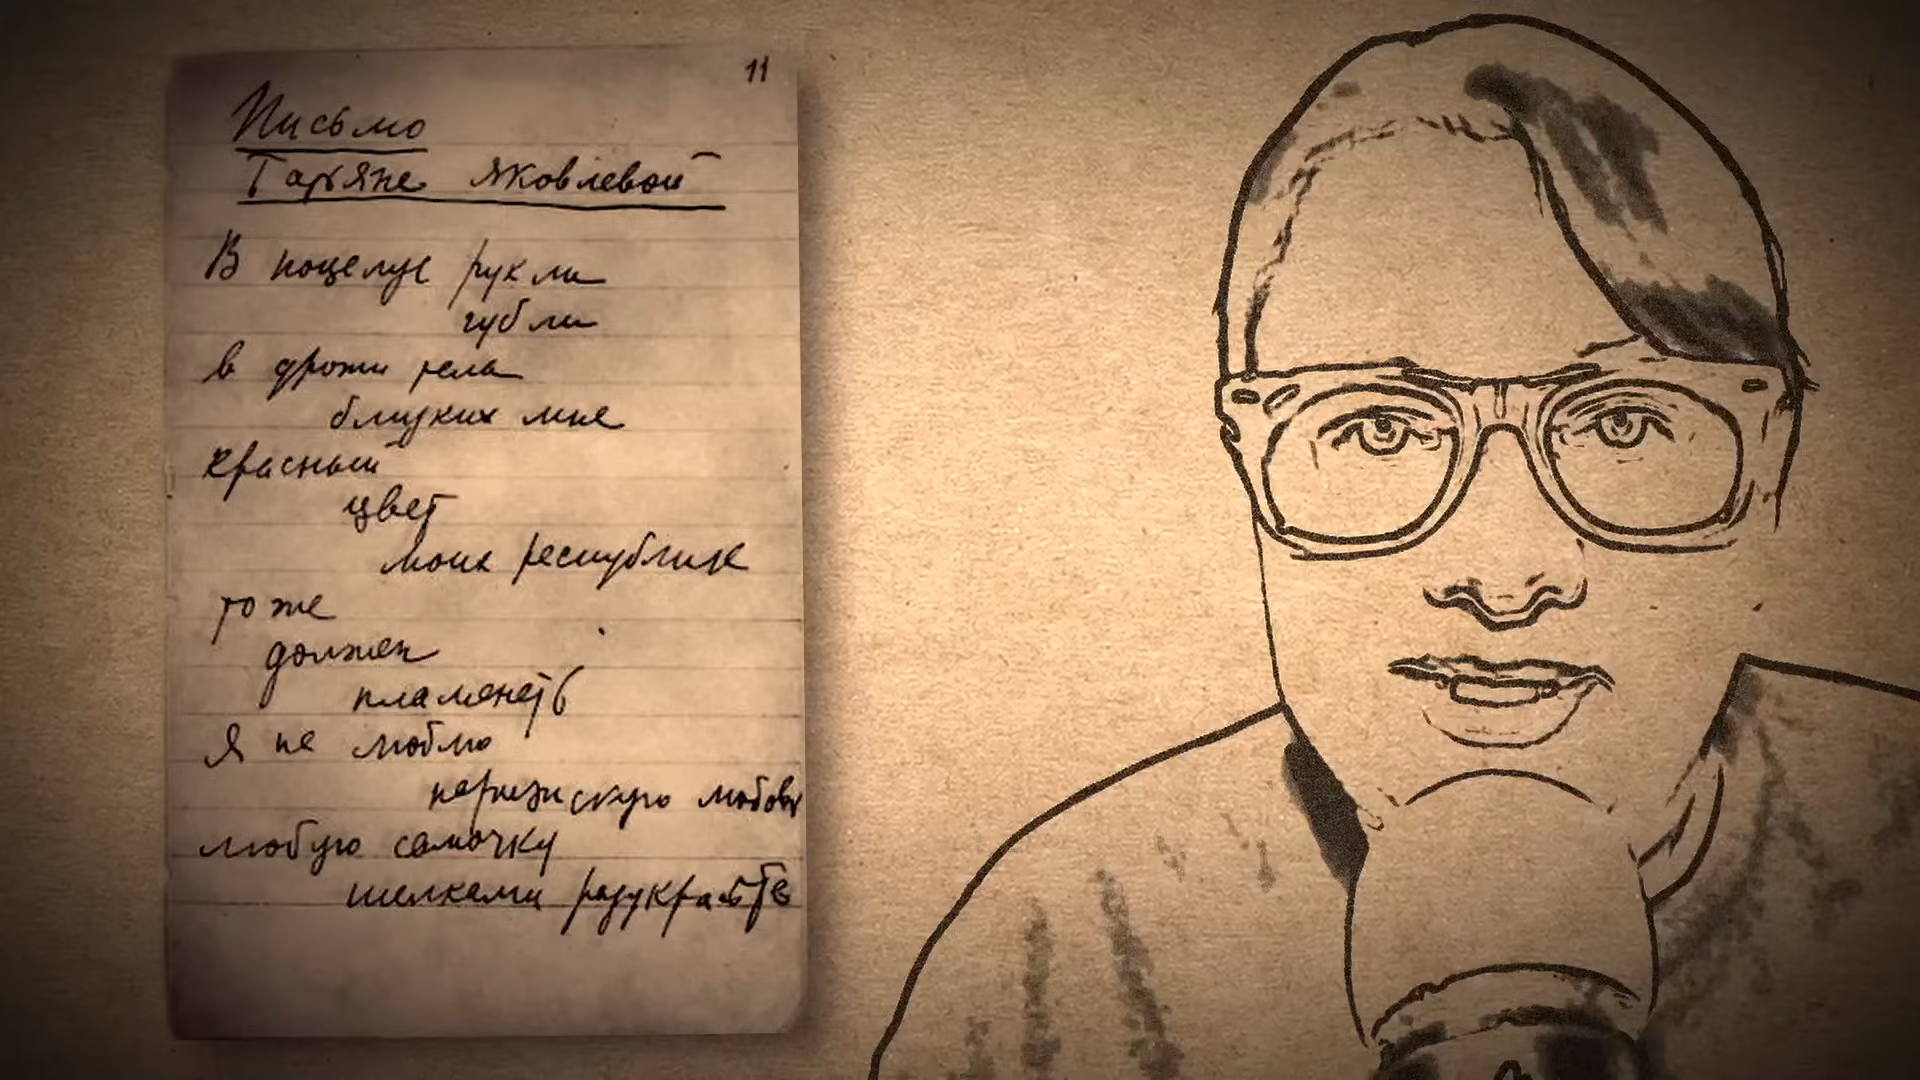 11
Письмо
Татьяне Яковлевой
В поцелуе рук ли
губ ли
в дрожи тела
близких мне
красный
цвет
моих республик
тоже
должен
пламенеть
Я не люблю
парижскую любовь
любую самочку
шелками разукрасьте